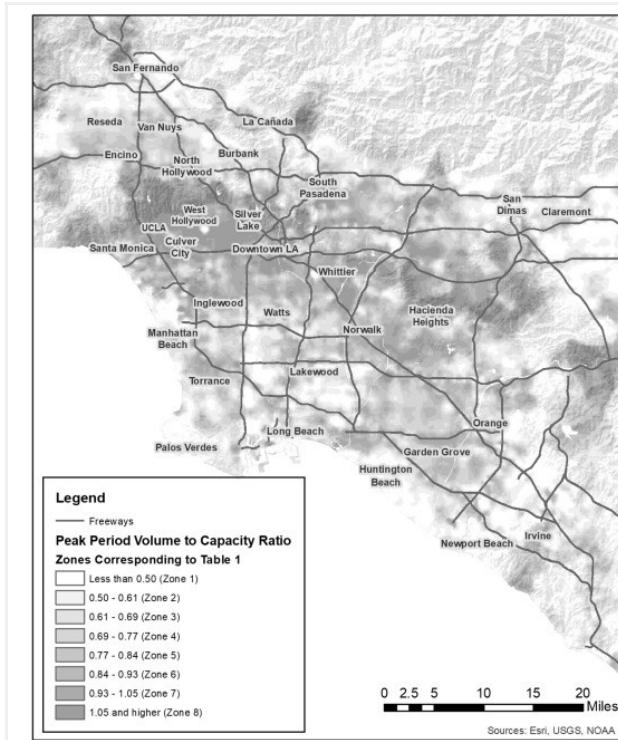 San Fernando
La Cañada
Reseda
Van Nuys
Encino
North
Hollywood
Burbank
South
Pasadena
San
Dimas
Claremont
West
Hollywood
Silver
Lake
UCLA
Culver
City
Santa Monica
Downtown LA
Whittier
Inglewood
Watts
Hacienda
Heights
Manhattan
Beach
Norwalk
Torrance
Lakewood
Palos Verdes
Long Beach
Orange
Garden Grove
Huntington
Beach
Newport Beach
Irvine
Legend
Freeways
Peak Period Volume to Capacity Ratio
Zones Corresponding to Table 1
Less than 0.50 (Zone 1)
0.50 - 0.61 (Zone 2)
0.61 - 0.69 (Zone 3)
0.69 - 0.77 (Zone 4)
0.77 - 0.84 (Zone 5)
0.84 - 0.93 (Zone 6)
0.93 - 1.05 (Zone 7)
1.05 and higher (Zone 8)
0 2.5 5 10 15 20
Miles
Sources: Esri, USGS, NOAA